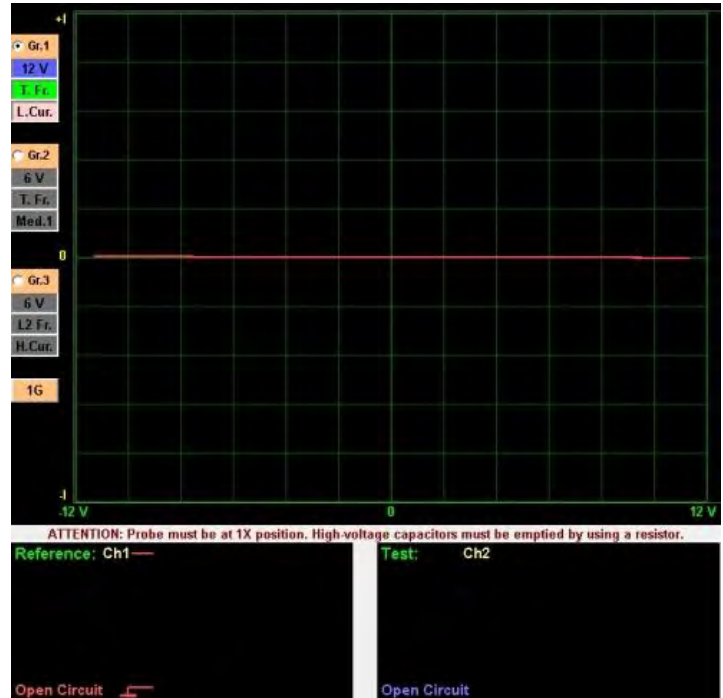 +I
Gr.1
12 V
T. Fr.
L.Cur.
Gr.2
6 V
T. Fr.
Med.1
0
Gr.3
6 V
L2 Fr.
H.Cur.
1G
-I
-12 V 0 12 V
ATTENTION: Probe must be at 1X position. High-voltage capacitors must be emptied by using a resistor.
Reference: Ch1
Test: Ch2
Open Circuit
Open Circuit